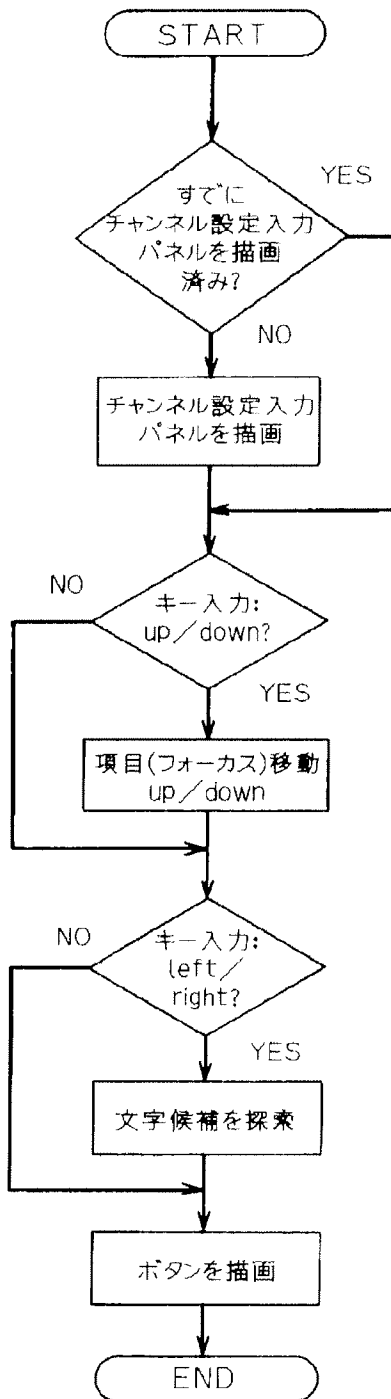 START
すでに
チャンネル設定入力
パネルを描画
済み?
YES
NO
チャンネル設定入力
パネルを描画
NO
キー入力:
up/down?
YES
項目(フォーカス)移動
up/down
NO
キー入力:
left/
right?
YES
文字候補を探索
ボタンを描画
END